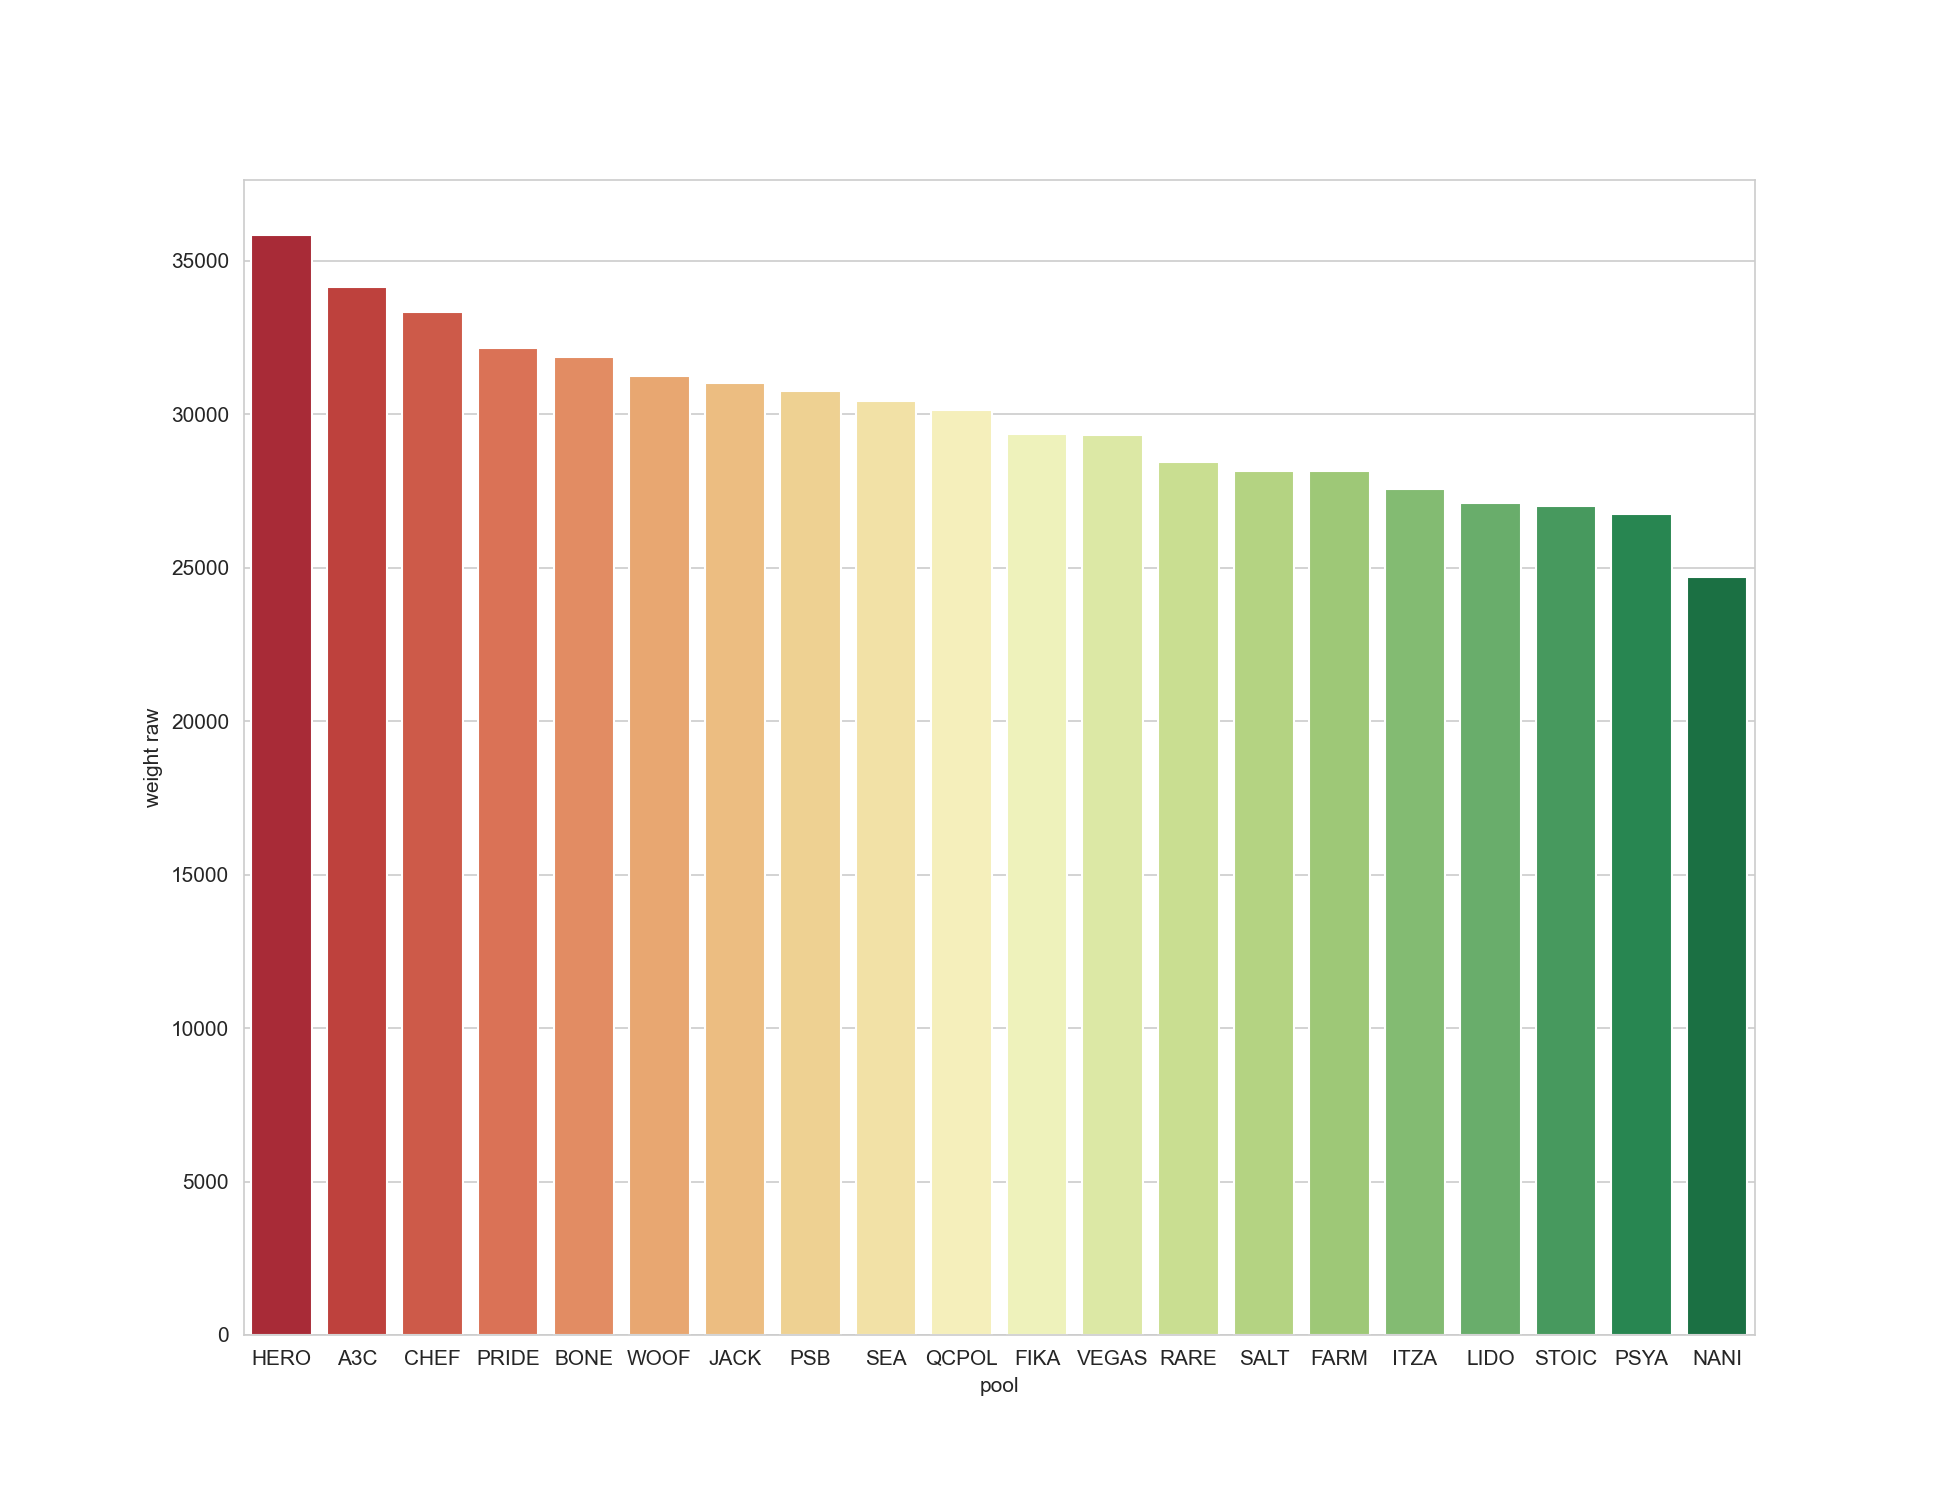 35000
30000
25000
20000
15000
10000
5000
0
weight raw
HERO A3C CHEF PRIDE BONE WOOF JACK PSB SEA QCPOL FIKA VEGAS RARE SALT FARM ITZA LIDO STOIC PSYA NANI
pool